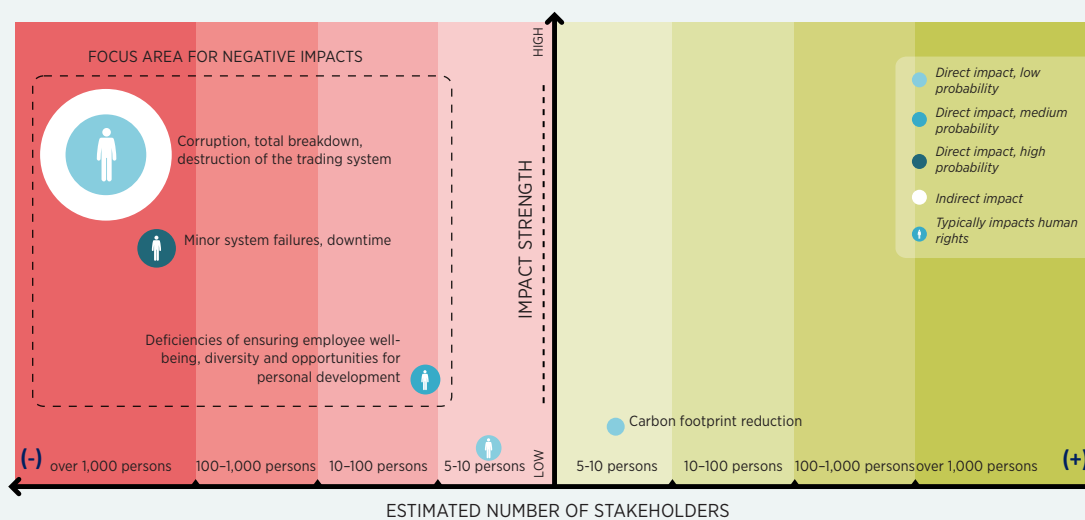 FOCUS AREA FOR NEGATIVE IMPACTS
Corruption, total breakdown,
destruction of the trading system
Minor system failures, downtime
Deficiencies of ensuring employee well-
being, diversity and opportunities for
personal development
IMPACT STRENGTH
HIGH
LOW
Direct impact, low
probability
Direct impact, medium
probability
Direct impact, high
probability
Indirect impact
Typically impacts human
rights
Carbon footprint reduction
(-)
over 1,000 persons
100–1,000 persons
10–100 persons
5-10 persons
5-10 persons
10–100 persons
100–1,000 persons
over 1,000 persons
(+)
ESTIMATED NUMBER OF STAKEHOLDERS